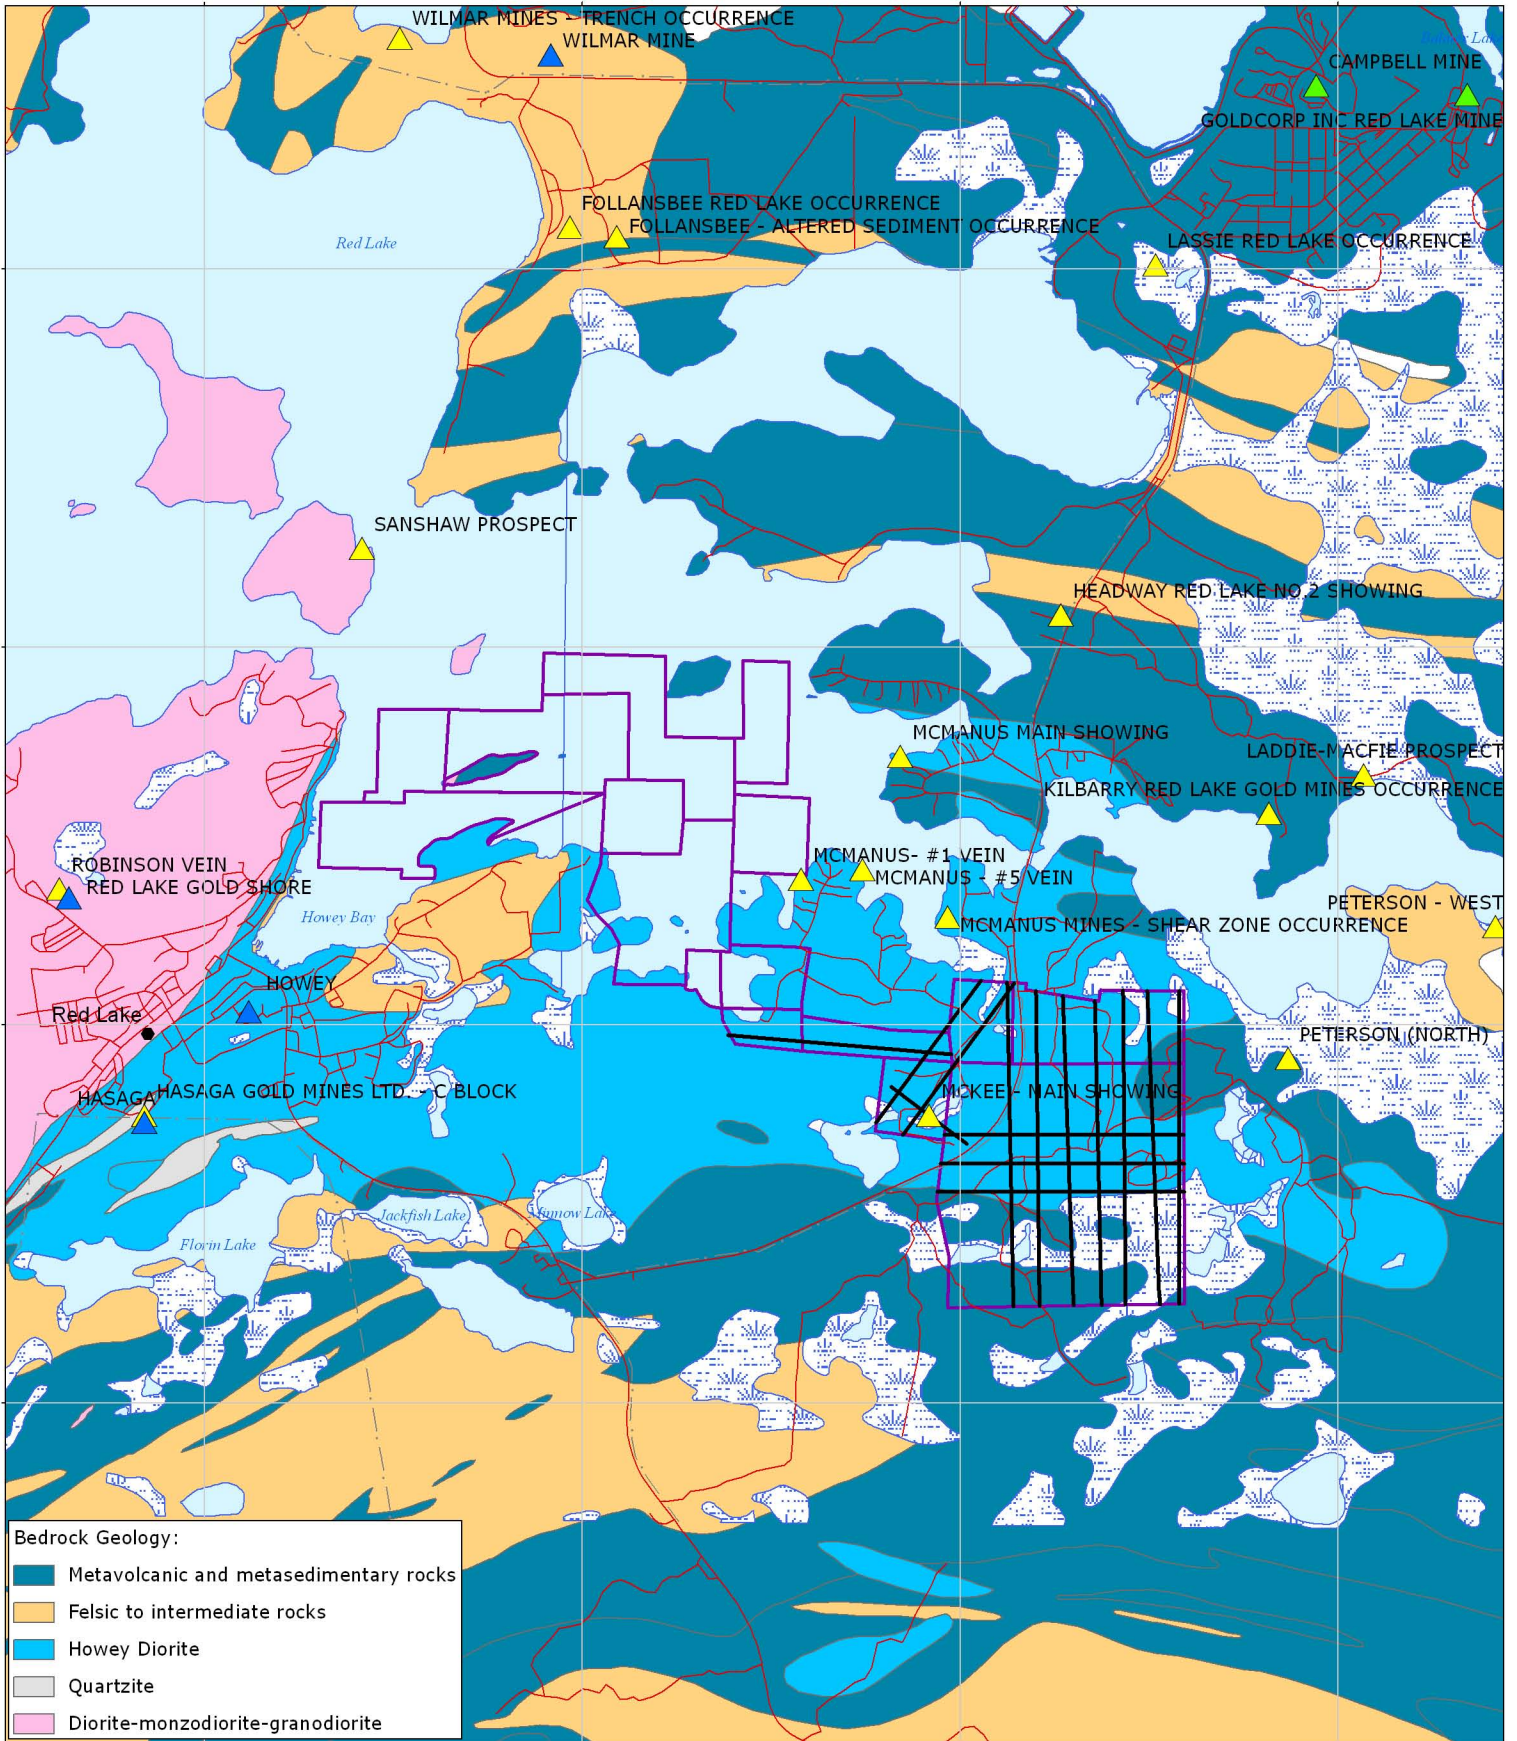 WILMAR MINES - TRENCH OCCURRENCE
WILMAR MINE
CAMPBELL MINE
GOLDCORP INC RED LAKE MINE
FOLLANSBEE RED LAKE OCCURRENCE
FOLLANSBEE - ALTERED SEDIMENT OCCURRENCE
Red Lake
LASSIE RED LAKE OCCURRENCE
SANSHAW PROSPECT
HEADWAY RED LAKE NO.2 SHOWING
MCMANUS MAIN SHOWING
LADDIE-MACFIE PROSPECT
KILBARRY RED LAKE GOLD MINES OCCURRENCE
ROBINSON VEIN
RED LAKE GOLD SHORE
MCMANUS- #1 VEIN
MCMANUS - #5 VEIN
PETERSON - WEST
Howey Bay
MCMANUS MINES - SHEAR ZONE OCCURRENCE
HOWEY
Red Lake
PETERSON (NORTH)
HASAGA
HASAGA GOLD MINES LTD. - C BLOCK
MCKEE - MAIN SHOWING
Jackfish Lake
Minnow Lake
Florin Lake
Bedrock Geology:
Metavolcanic and metasedimentary rocks
Felsic to intermediate rocks
Howey Diorite
Quartzite
Diorite-monzodiorite-granodiorite